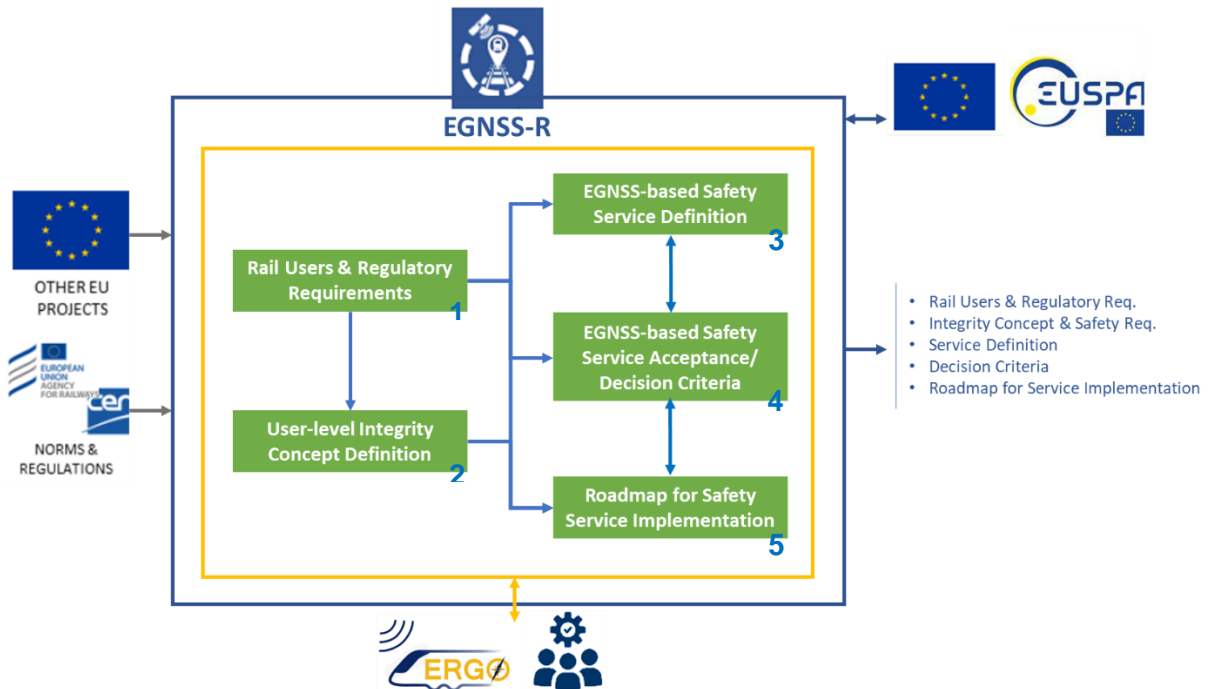 EGNSS-R
EUSPA
OTHER EU
PROJECTS
EUROPEAN
UNION
AGENCY
FOR RAILWAYS
cer
NORMS &
REGULATIONS
Rail Users & Regulatory
Requirements
1
User-level Integrity
Concept Definition
2
EGNSS-based Safety
Service Definition
3
EGNSS-based Safety
Service Acceptance/
Decision Criteria
4
Roadmap for Safety
Service Implementation
5
• Rail Users & Regulatory Req.
• Integrity Concept & Safety Req.
• Service Definition
• Decision Criteria
• Roadmap for Service Implementation
ERGO